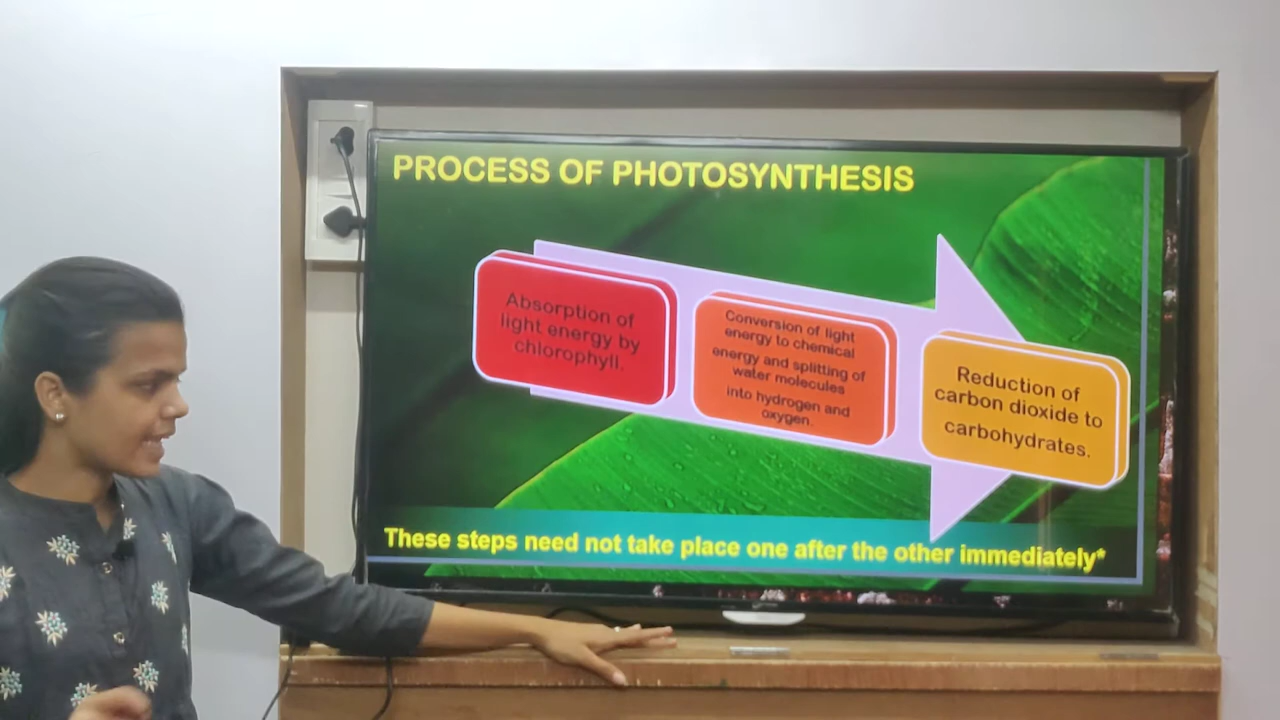 PROCESS OF PHOTOSYNTHESIS
Absorption of
light energy by
chlorophyll.
Conversion of light
energy to chemical
energy and splitting of
water molecules
into hydrogen and
oxygen.
Reduction of
carbon dioxide to
carbohydrates.
These steps need not take place one after the other immediately*